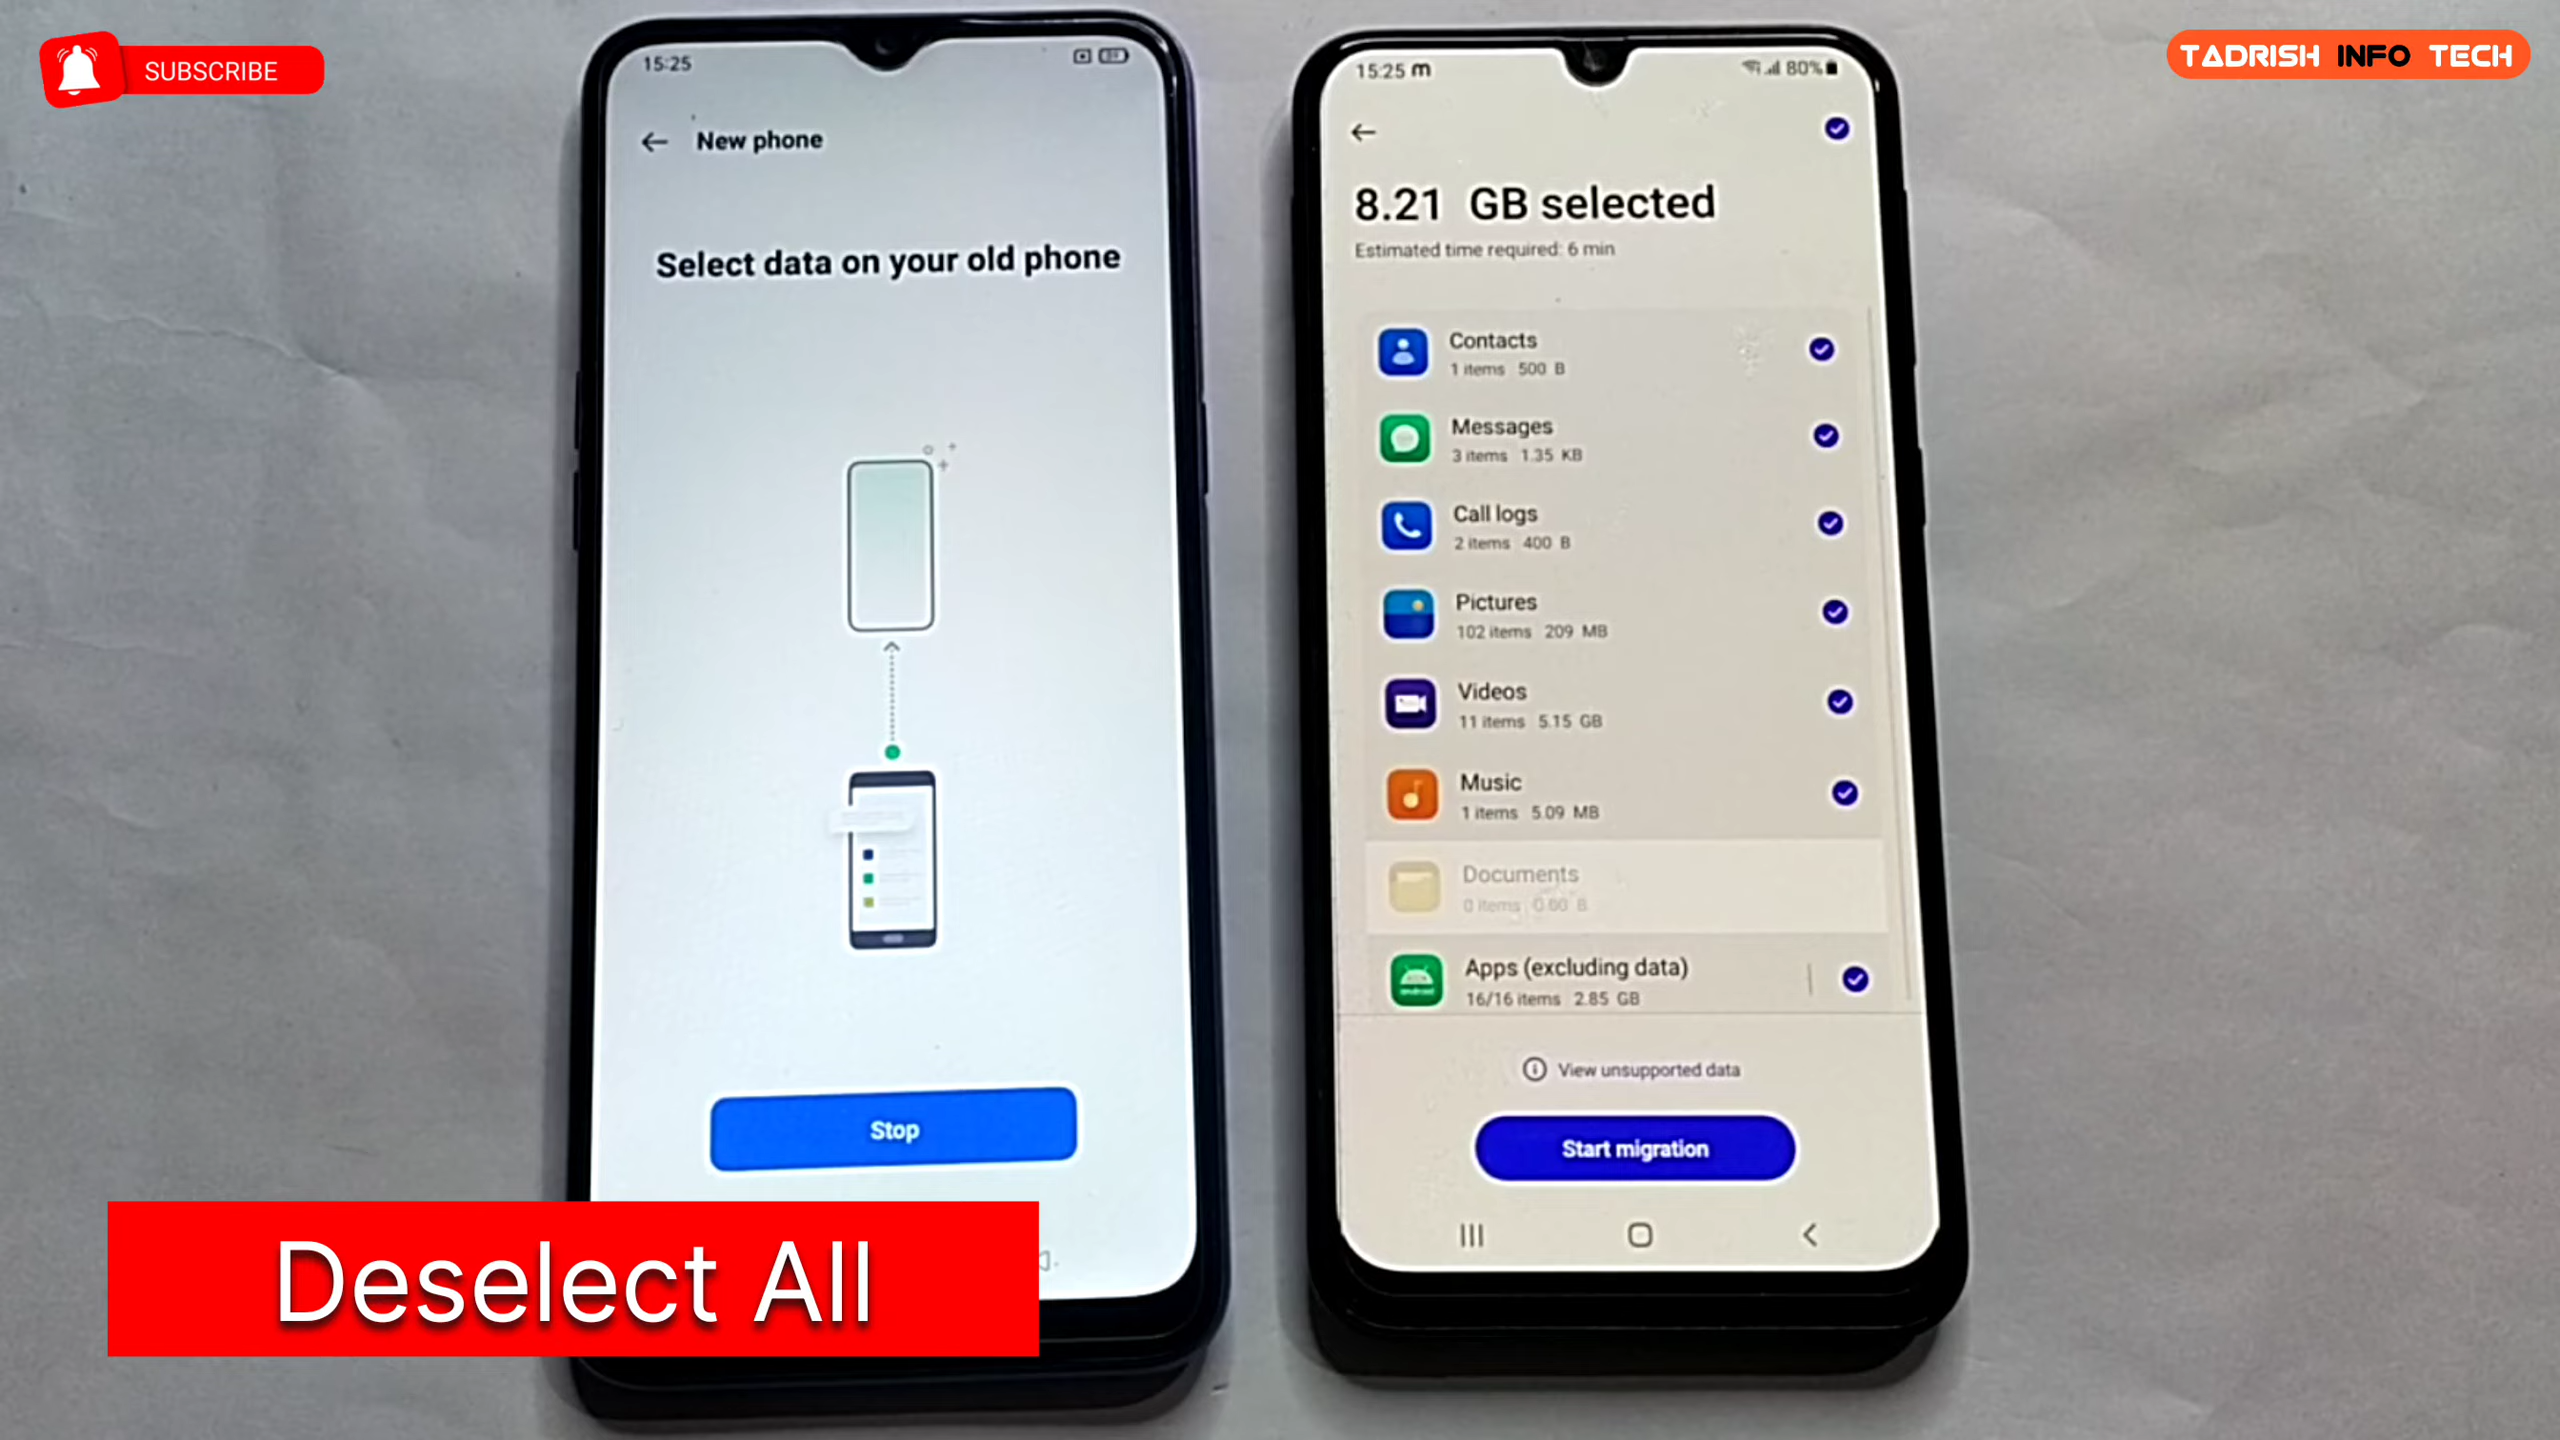 SUBSCRIBE
TADRISH INFO TECH
15:25
New phone
Select data on your old phone
Stop
15:25 m
80%
8.21 GB selected
Estimated time required: 6 min
Contacts
1 items 500 B
Messages
3 items 1.35 KB
Call logs
2 items 400 B
Pictures
102 items 209 MB
Videos
11 items 5.15 GB
Music
1 items 5.09 MB
Documents
0 items 0.00 B
Apps (excluding data)
16/16 items 2.85 GB
View unsupported data
Start migration
Deselect All